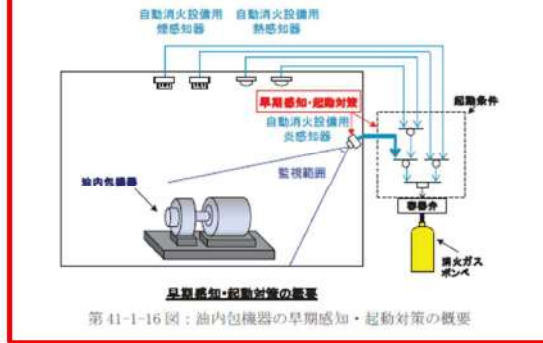 自動消火設備用
煙感知器
自動消火設備用
熱感知器
早期感知・起動対策
起動条件
自動消火設備用
炎感知器
監視範囲
油内包機器
容器弁
消火ガス
ボンベ
早期感知・起動対策の概要
第 41-1-16 図：油内包機器の早期感知・起動対策の概要